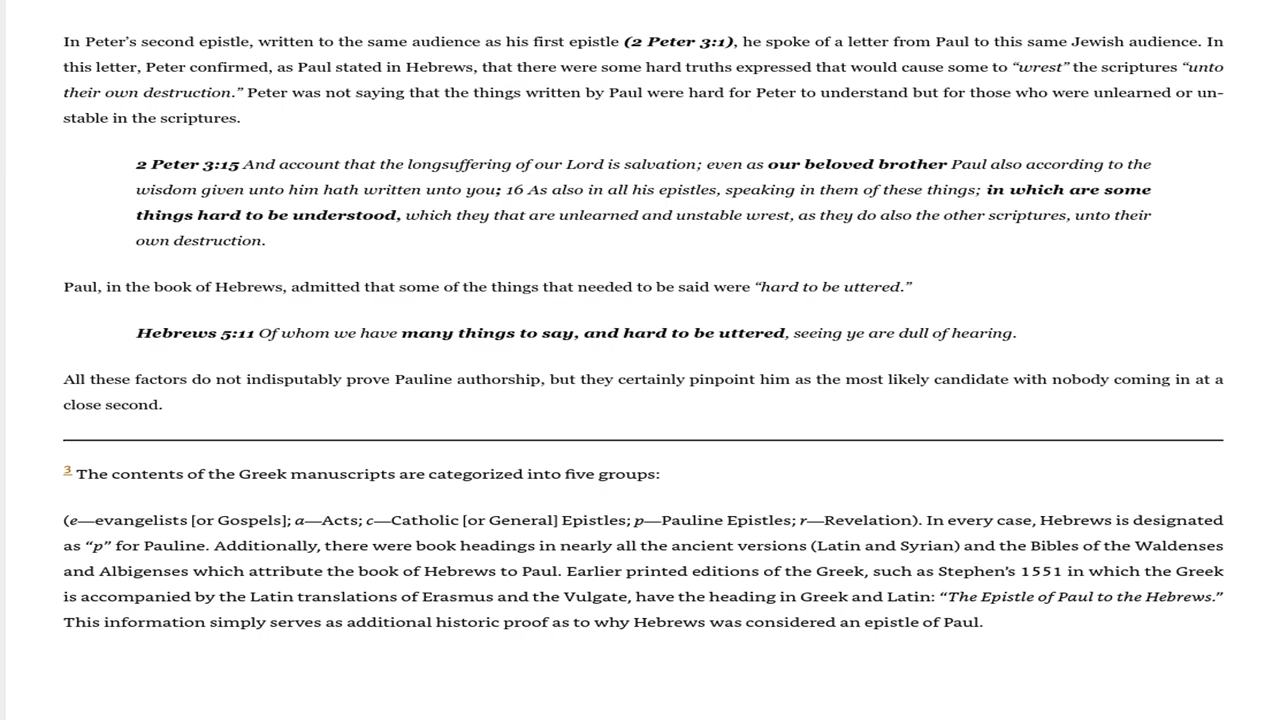 In Peter’s second epistle, written to the same audience as his first epistle (2 Peter 3:1), he spoke of a letter from Paul to this same Jewish audience. In
this letter, Peter confirmed, as Paul stated in Hebrews, that there were some hard truths expressed that would cause some to “wrest” the scriptures “unto
their own destruction.” Peter was not saying that the things written by Paul were hard for Peter to understand but for those who were unlearned or un-
stable in the scriptures.
2 Peter 3:15 And account that the longsuffering of our Lord is salvation; even as our beloved brother Paul also according to the
wisdom given unto him hath written unto you; 16 As also in all his epistles, speaking in them of these things; in which are some
things hard to be understood, which they that are unlearned and unstable wrest, as they do also the other scriptures, unto their
own destruction.
Paul, in the book of Hebrews, admitted that some of the things that needed to be said were “hard to be uttered.”
Hebrews 5:11 Of whom we have many things to say, and hard to be uttered, seeing ye are dull of hearing.
All these factors do not indisputably prove Pauline authorship, but they certainly pinpoint him as the most likely candidate with nobody coming in at a
close second.
3 The contents of the Greek manuscripts are categorized into five groups:
(e—evangelists [or Gospels]; a—Acts; c—Catholic [or General] Epistles; p—Pauline Epistles; r—Revelation). In every case, Hebrews is designated
as “p” for Pauline. Additionally, there were book headings in nearly all the ancient versions (Latin and Syrian) and the Bibles of the Waldenses
and Albigenses which attribute the book of Hebrews to Paul. Earlier printed editions of the Greek, such as Stephen’s 1551 in which the Greek
is accompanied by the Latin translations of Erasmus and the Vulgate, have the heading in Greek and Latin: “The Epistle of Paul to the Hebrews.”
This information simply serves as additional historic proof as to why Hebrews was considered an epistle of Paul.